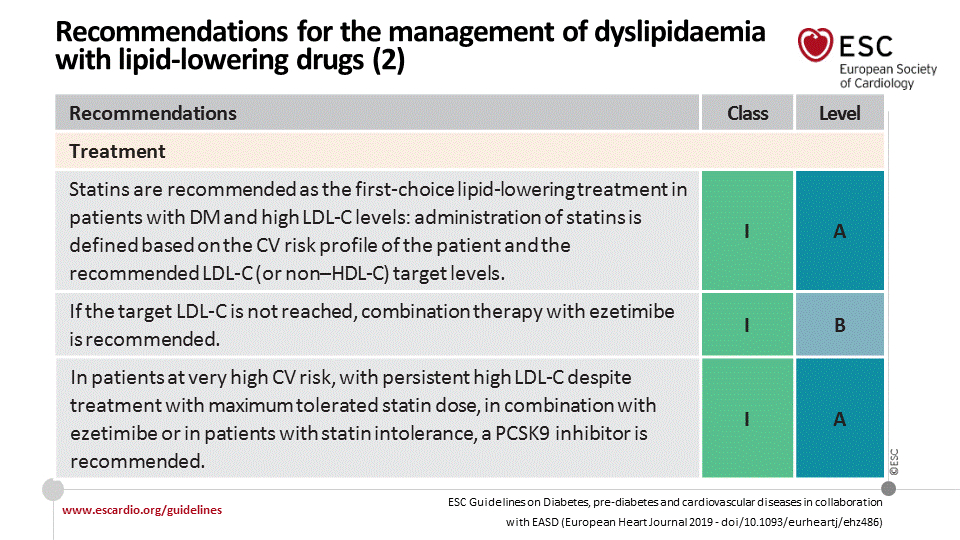 Recommendations for the management of dyslipidaemia
with lipid-lowering drugs (2)
ESC
European Society
of Cardiology
Recommendations Class Level
Treatment
Statins are recommended as the first-choice lipid-lowering treatment in
patients with DM and high LDL-C levels: administration of statins is
defined based on the CV risk profile of the patient and the
recommended LDL-C (or non–HDL-C) target levels.
I A
If the target LDL-C is not reached, combination therapy with ezetimibe
is recommended.
I B
In patients at very high CV risk, with persistent high LDL-C despite
treatment with maximum tolerated statin dose, in combination with
ezetimibe or in patients with statin intolerance, a PCSK9 inhibitor is
recommended.
I A
©ESC
www.escardio.org/guidelines
ESC Guidelines on Diabetes, pre-diabetes and cardiovascular diseases in collaboration
with EASD (European Heart Journal 2019 - doi/10.1093/eurheartj/ehz486)